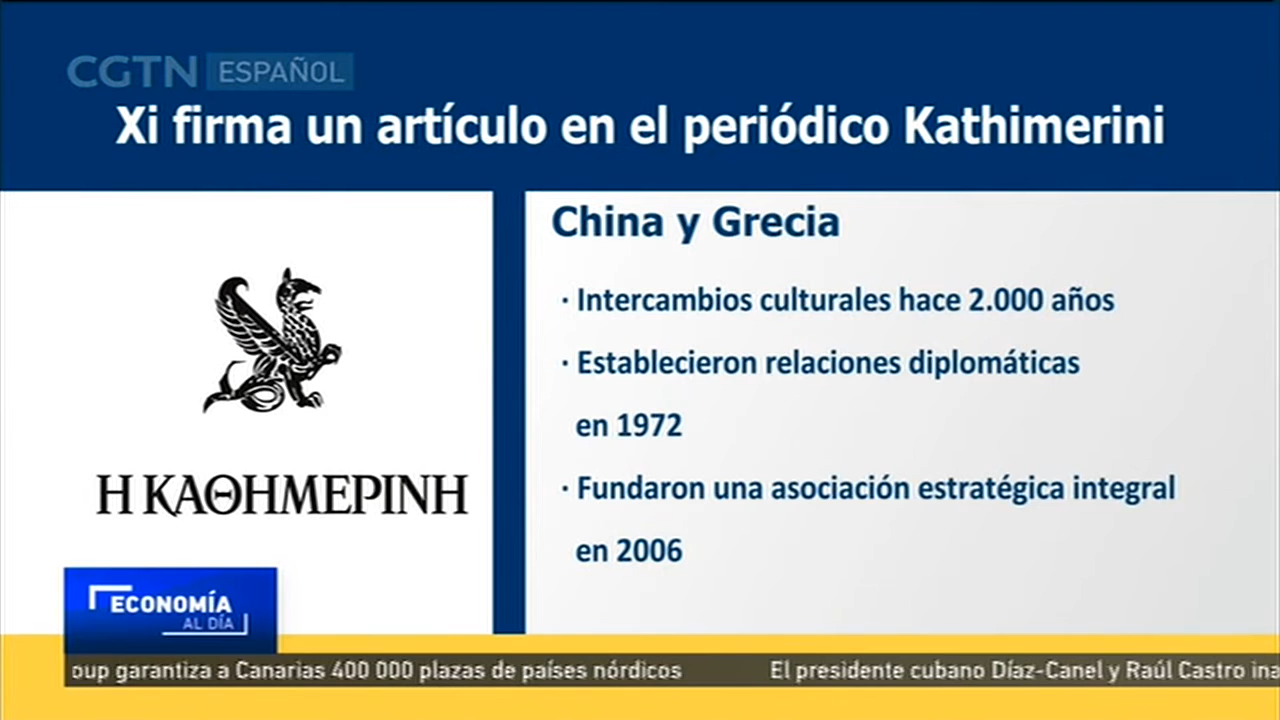 CGTN ESPAÑOL
Xi firma un artículo en el periódico Kathimerini
China y Grecia
· Intercambios culturales hace 2.000 años
· Establecieron relaciones diplomáticas
en 1972
· Fundaron una asociación estratégica integral
en 2006
Η ΚΑΘΗΜΕΡΙΝΗ
ECONOMÍA
AL DÍA
oup garantiza a Canarias 400 000 plazas de países nórdicos El presidente cubano Díaz-Canel y Raúl Castro ina